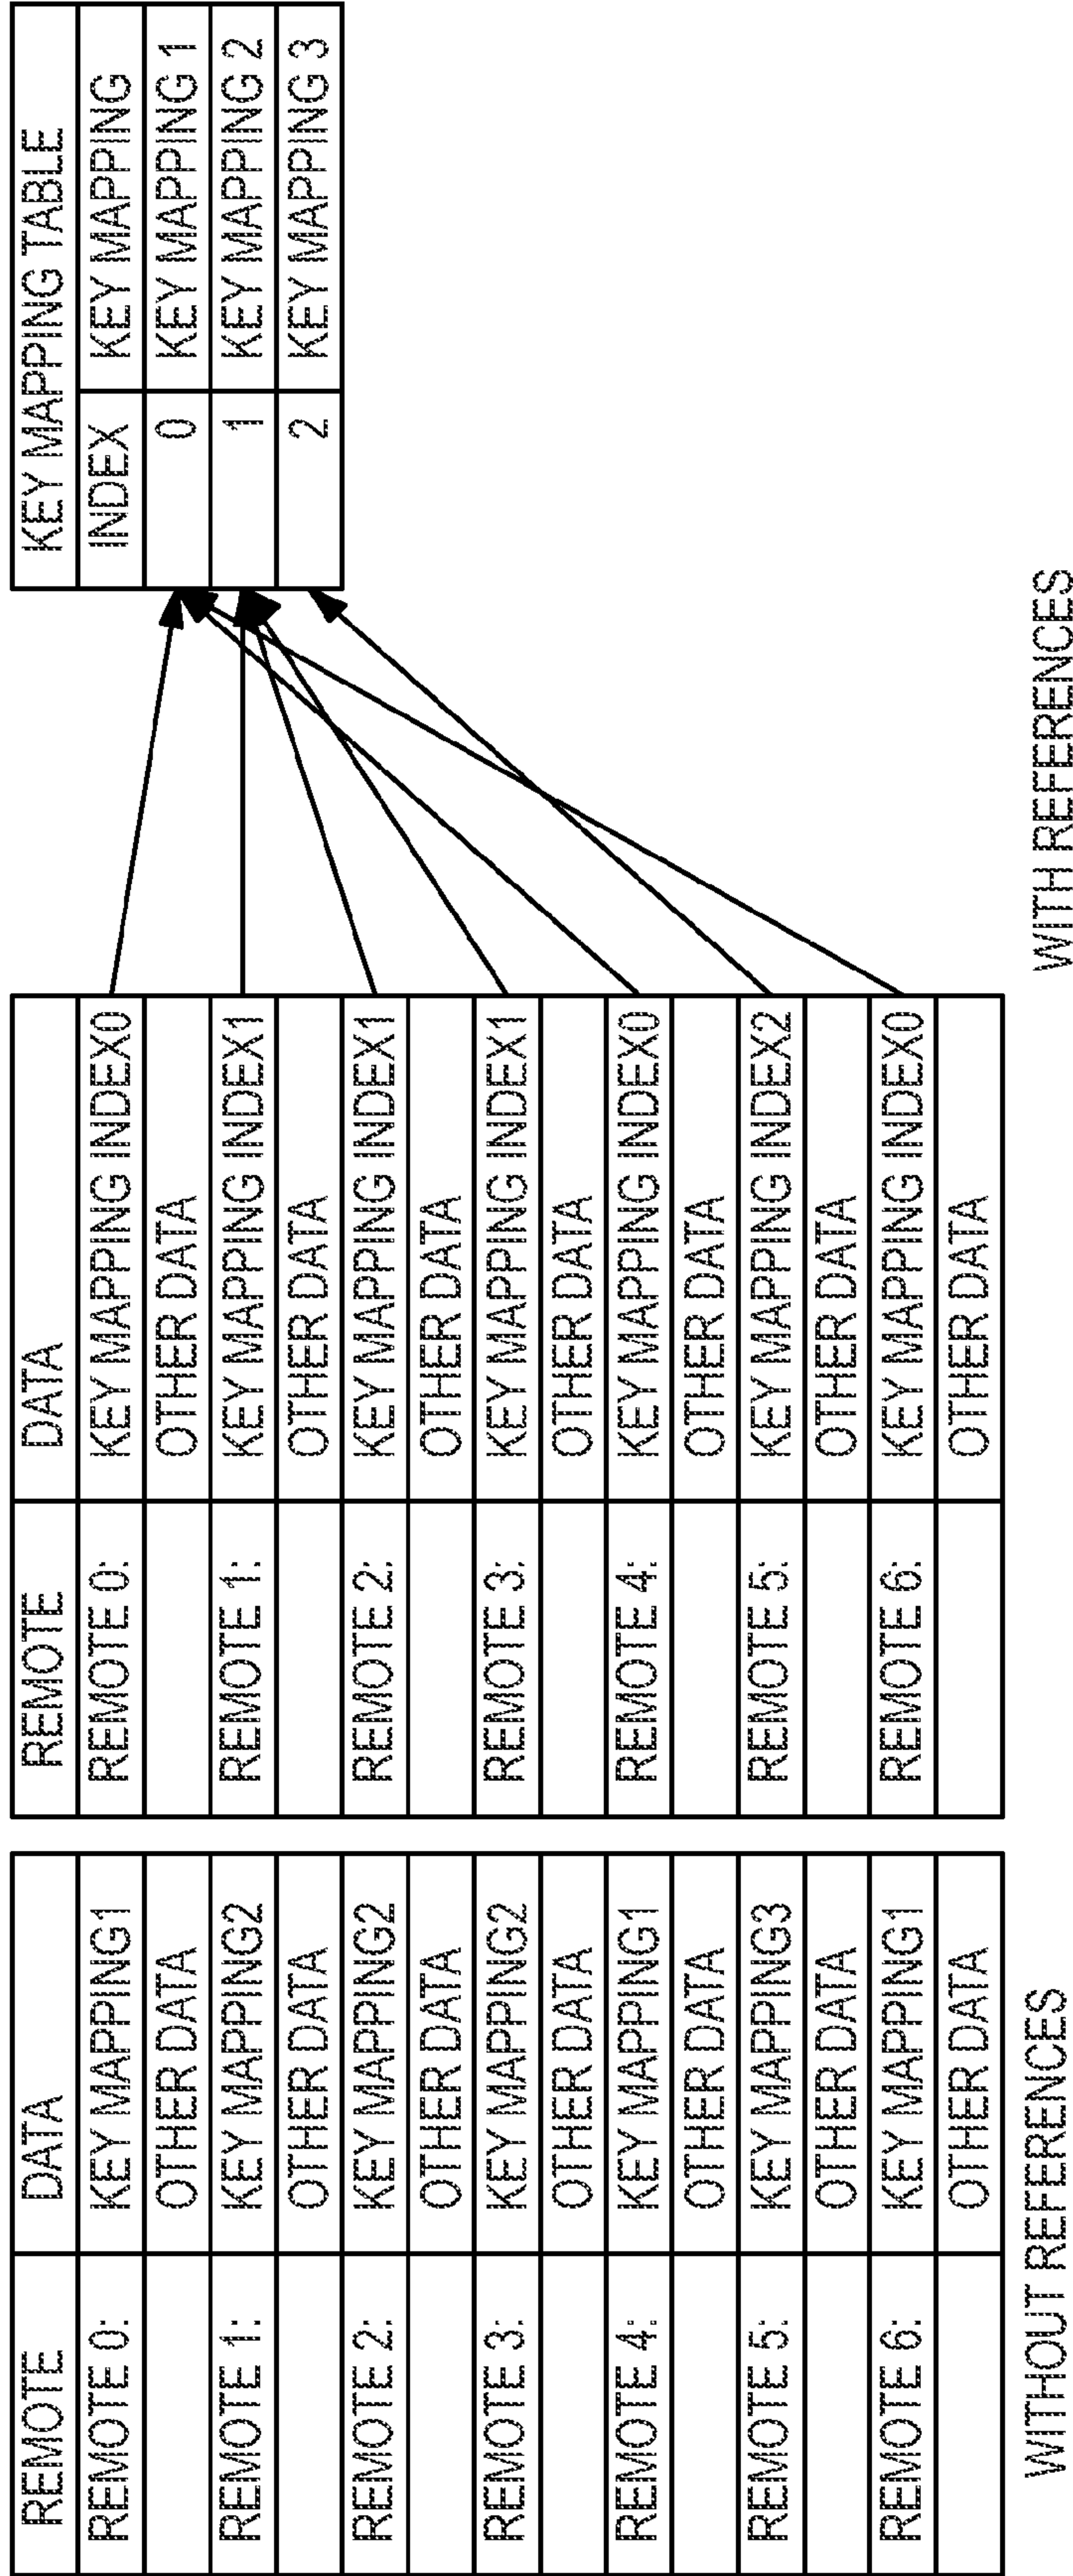 REMOTE DATA
REMOTE 0: KEY MAPPING1
OTHER DATA
REMOTE 1: KEY MAPPING2
OTHER DATA
REMOTE 2: KEY MAPPING2
OTHER DATA
REMOTE 3: KEY MAPPING2
OTHER DATA
REMOTE 4: KEY MAPPING1
OTHER DATA
REMOTE 5: KEY MAPPING3
OTHER DATA
REMOTE 6: KEY MAPPING1
OTHER DATA
WITHOUT REFERENCES
REMOTE DATA
REMOTE 0: KEY MAPPING INDEX0
OTHER DATA
REMOTE 1: KEY MAPPING INDEX1
OTHER DATA
REMOTE 2: KEY MAPPING INDEX1
OTHER DATA
REMOTE 3: KEY MAPPING INDEX1
OTHER DATA
REMOTE 4: KEY MAPPING INDEX0
OTHER DATA
REMOTE 5: KEY MAPPING INDEX2
OTHER DATA
REMOTE 6: KEY MAPPING INDEX0
OTHER DATA
KEY MAPPING TABLE
INDEX KEY MAPPING
0 KEY MAPPING 1
1 KEY MAPPING 2
2 KEY MAPPING 3
WITH REFERENCES